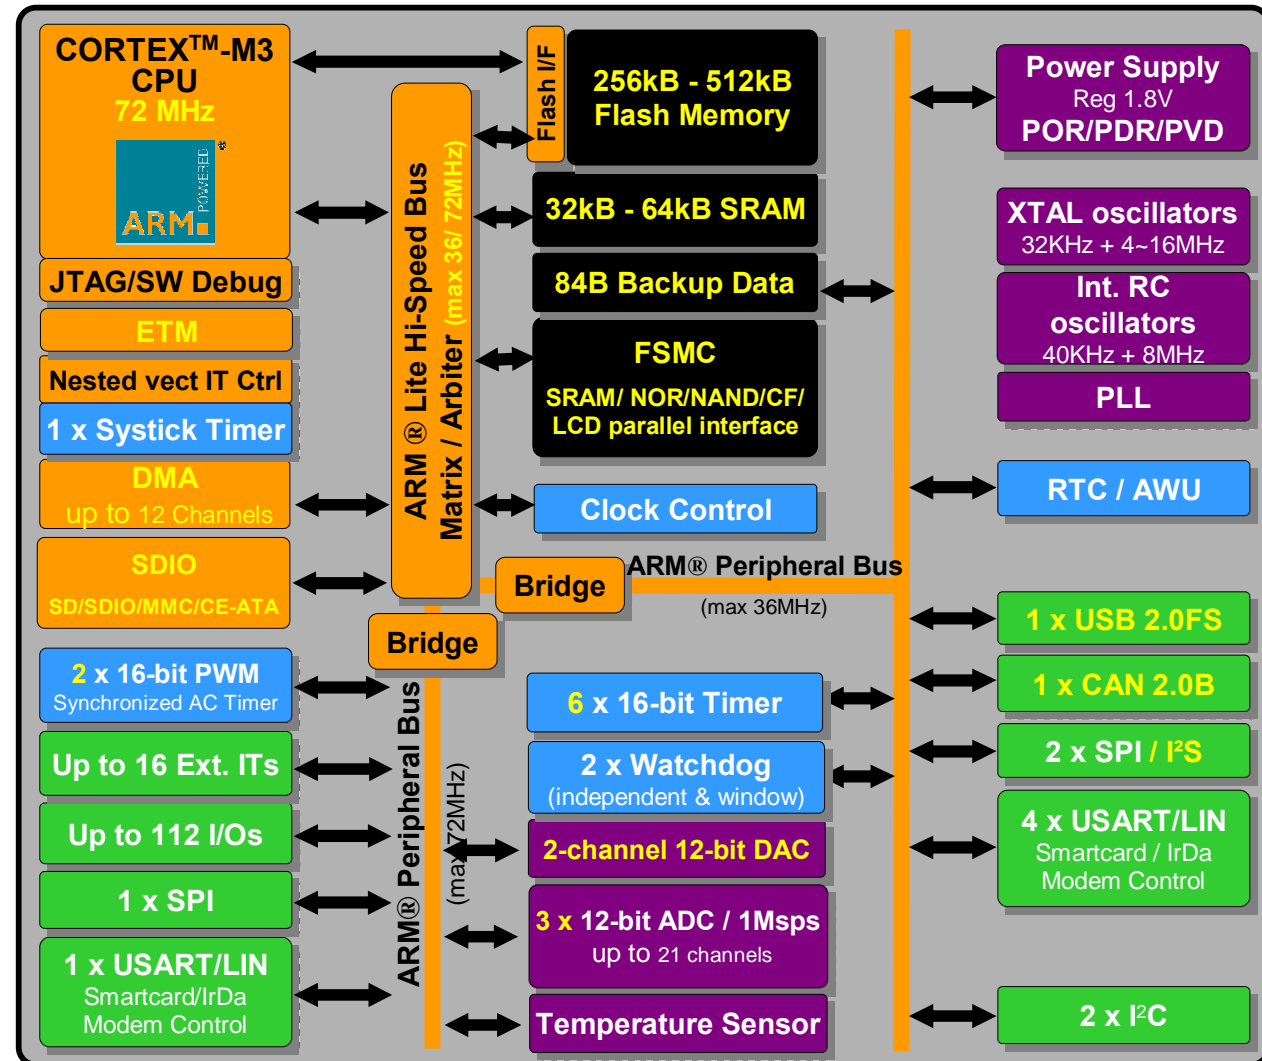 CORTEX™-M3
CPU
72 MHz
ARM
POWERED
®
JTAG/SW Debug
ETM
Nested vect IT Ctrl
1 x Systick Timer
DMA
up to 12 Channels
SDIO
SD/SDIO/MMC/CE-ATA
2 x 16-bit PWM
Synchronized AC Timer
Up to 16 Ext. ITs
Up to 112 I/Os
1 x SPI
1 x USART/LIN
Smartcard/IrDa
Modem Control
ARM ® Lite Hi-Speed Bus
Matrix / Arbiter (max 36/ 72MHz)
Bridge
ARM® Peripheral Bus
(max 72MHz)
Flash I/F
256kB - 512kB
Flash Memory
32kB - 64kB SRAM
84B Backup Data
FSMC
SRAM/ NOR/NAND/CF/
LCD parallel interface
Clock Control
Bridge
ARM® Peripheral Bus
(max 36MHz)
6 x 16-bit Timer
2 x Watchdog
(independent & window)
2-channel 12-bit DAC
3 x 12-bit ADC / 1Msps
up to 21 channels
Temperature Sensor
Power Supply
Reg 1.8V
POR/PDR/PVD
XTAL oscillators
32KHz + 4~16MHz
Int. RC
oscillators
40KHz + 8MHz
PLL
RTC / AWU
1 x USB 2.0FS
1 x CAN 2.0B
2 x SPI / I²S
4 x USART/LIN
Smartcard / IrDa
Modem Control
2 x I²C